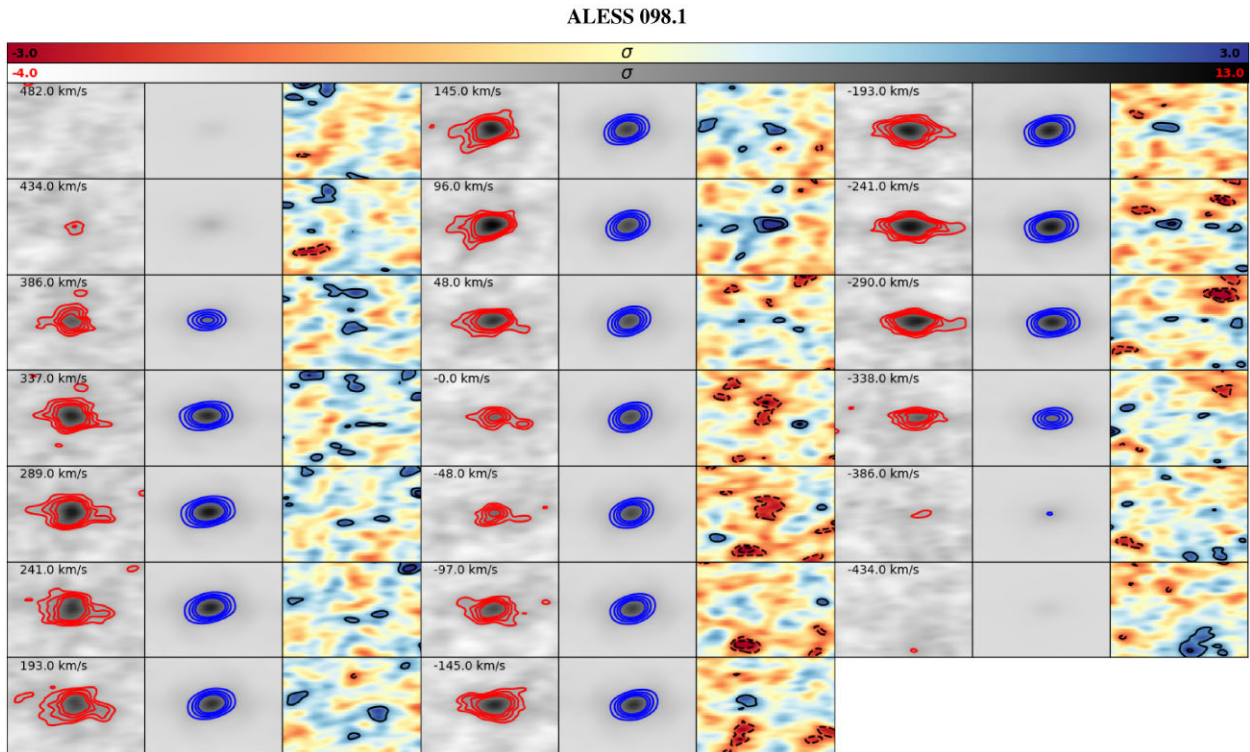 ALESS 098.1
-3.0 σ 3.0
-4.0 σ 13.0
482.0 km/s 145.0 km/s -193.0 km/s
434.0 km/s 96.0 km/s -241.0 km/s
386.0 km/s 48.0 km/s -290.0 km/s
337.0 km/s -0.0 km/s -338.0 km/s
289.0 km/s -48.0 km/s -386.0 km/s
241.0 km/s -97.0 km/s -434.0 km/s
193.0 km/s -145.0 km/s